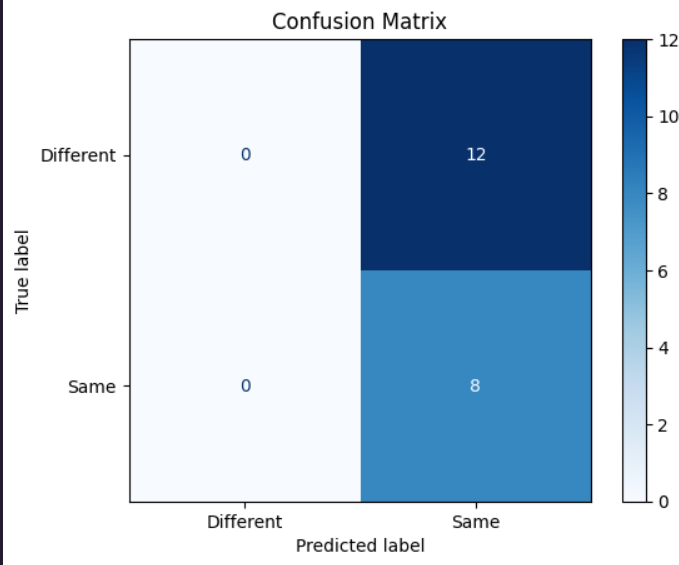 Confusion Matrix
True label
Different
Same
0
12
0
8
Different
Same
Predicted label
12
10
8
6
4
2
0